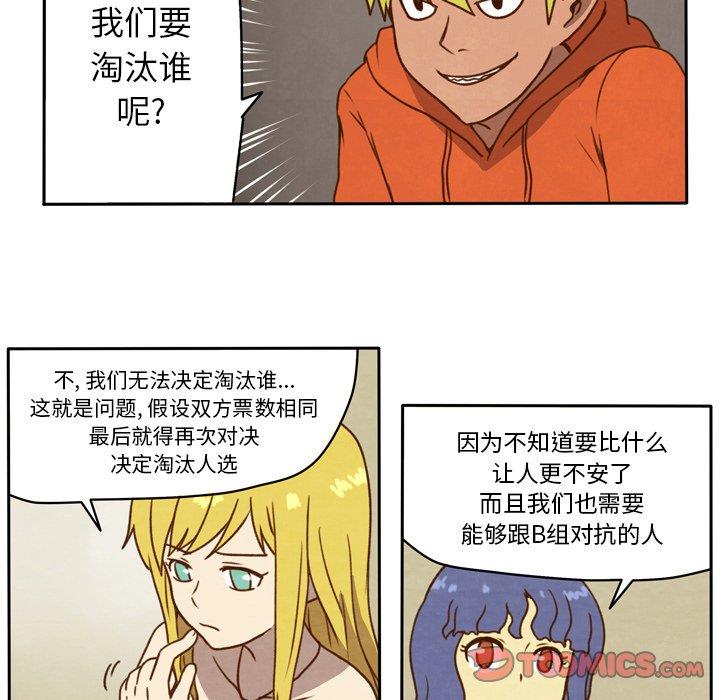 我们要
淘汰谁
呢?
不, 我们无法决定淘汰谁...
这就是问题, 假设双方票数相同
最后就得再次对决
决定淘汰人选
因为不知道要比什么
让人更不安了
而且我们也需要
能够跟B组对抗的人
TOOMICS.COM